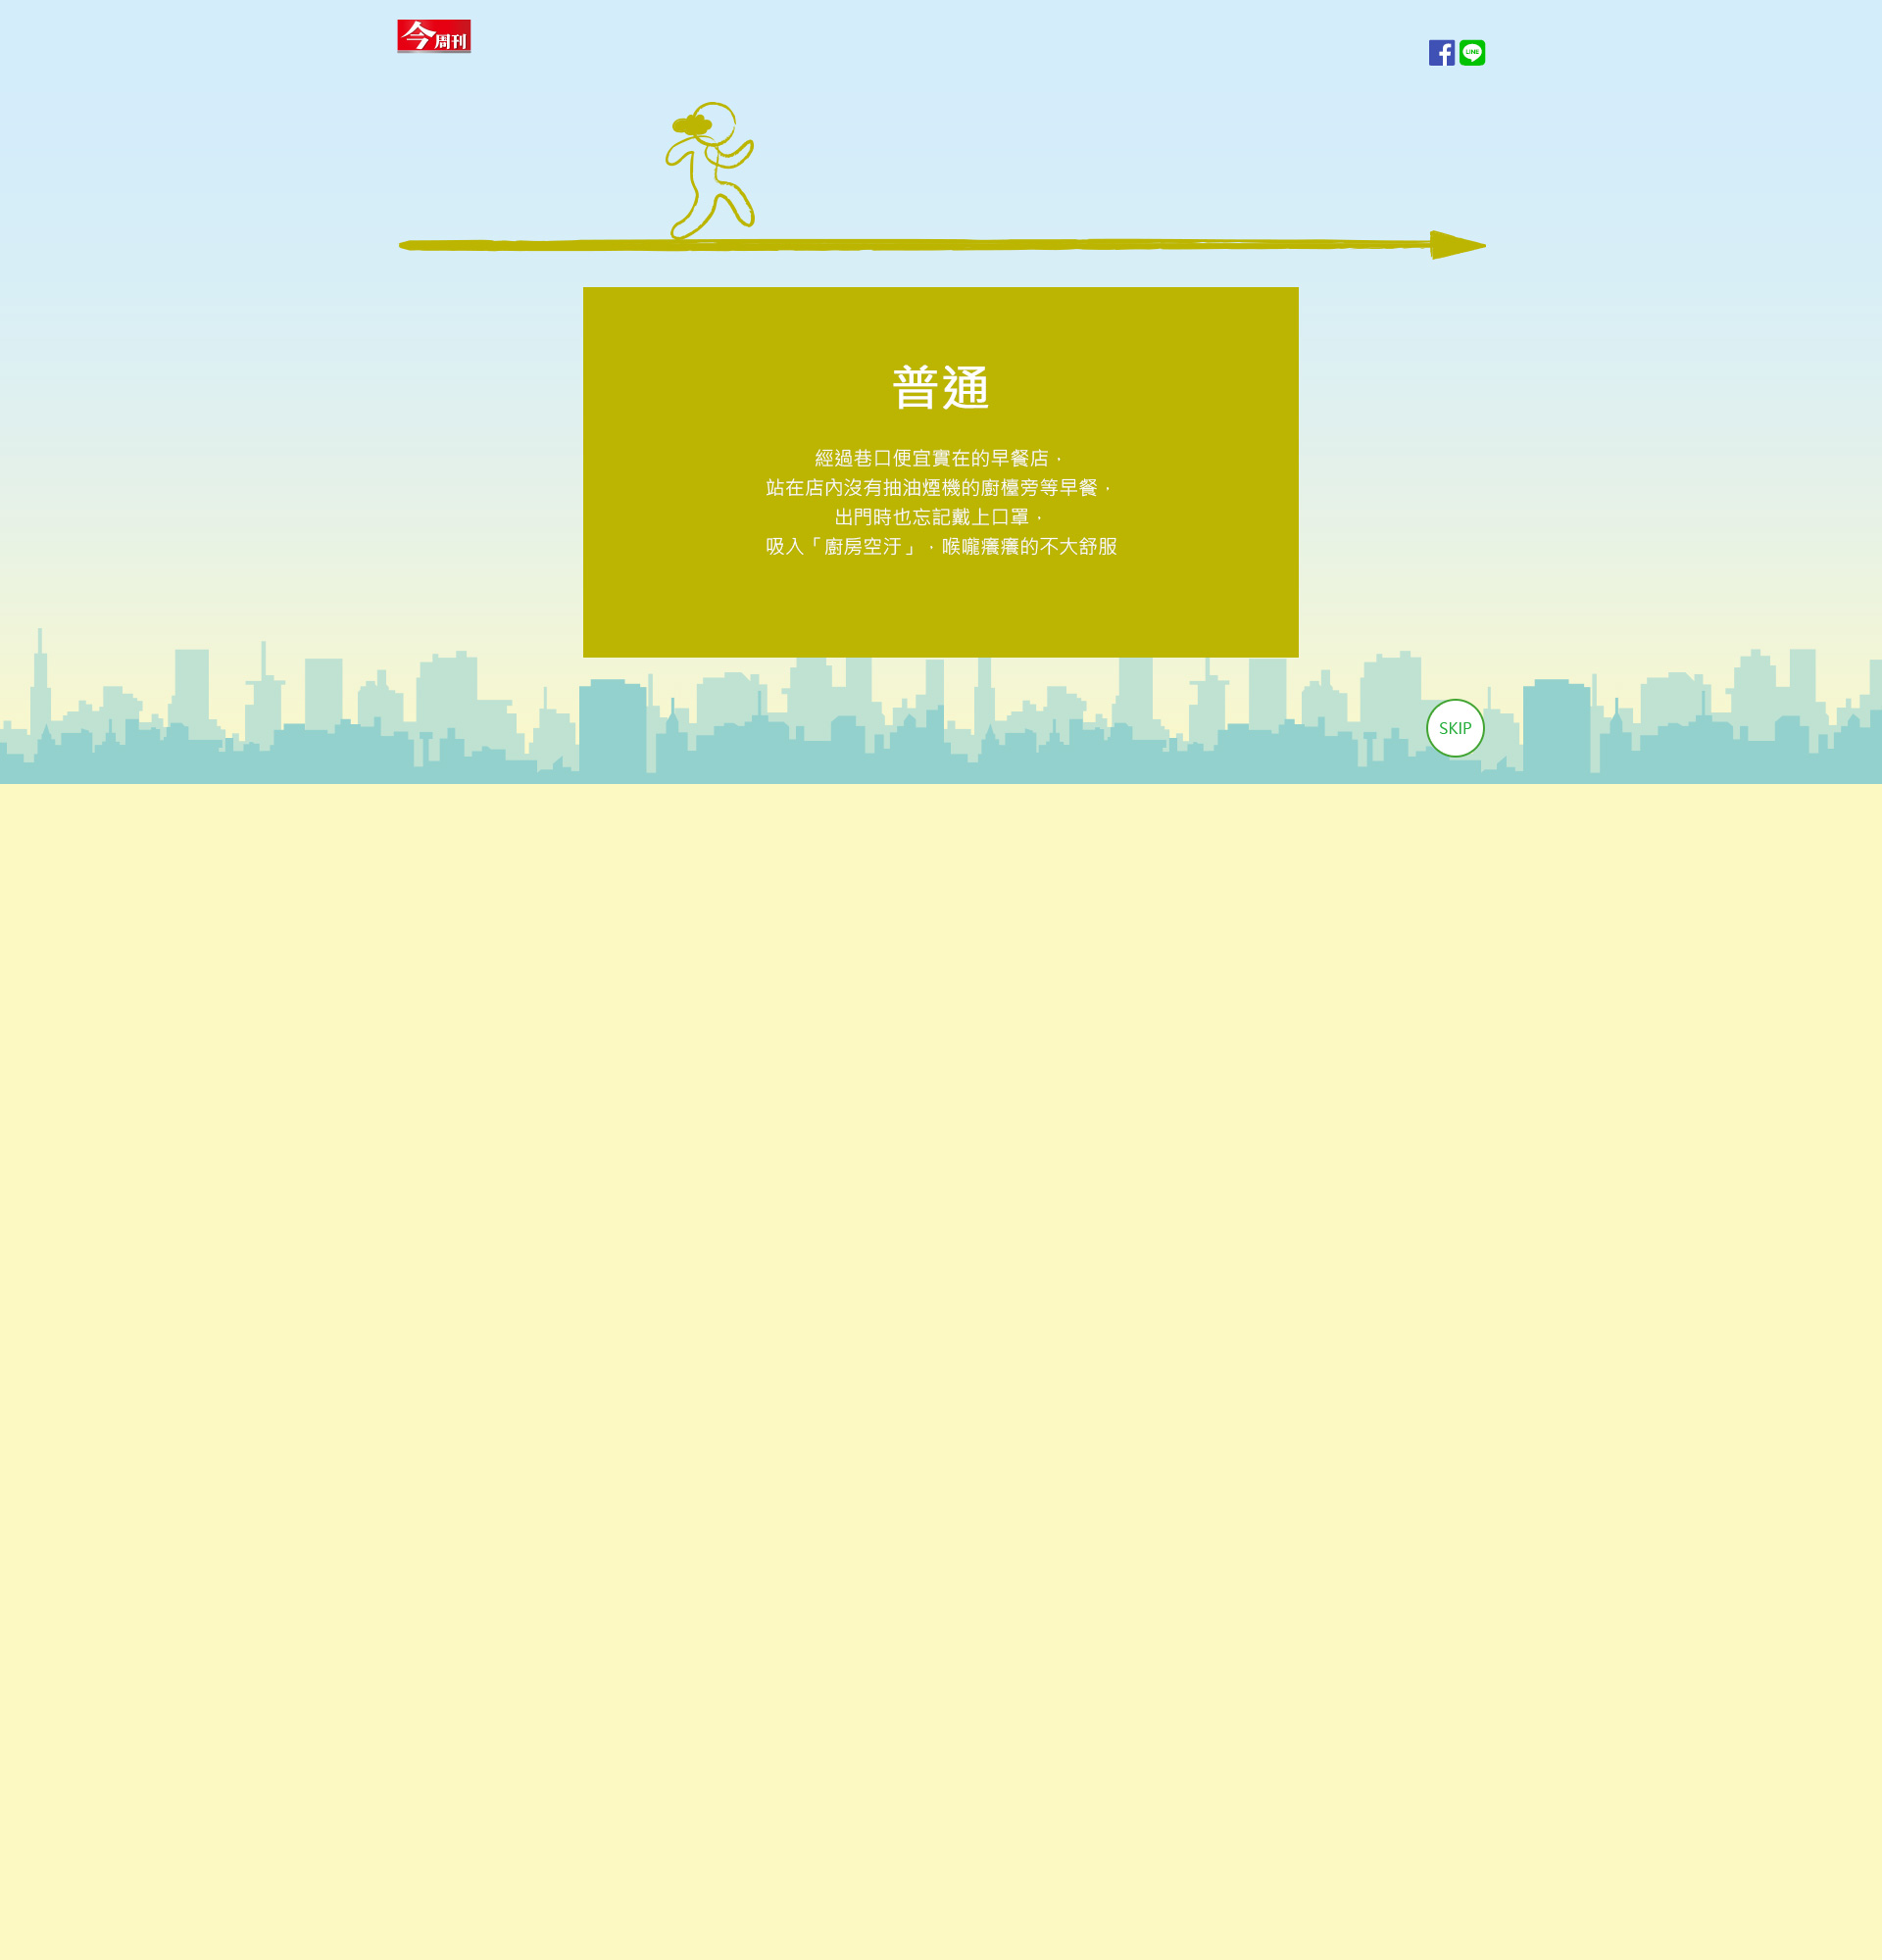 今周刊
LINE
普通
經過巷口便宜實在的早餐店，
站在店內沒有抽油煙機的廚檯旁等早餐，
出門時也忘記戴上口罩，
吸入「廚房空汙」，喉嚨癢癢的不大舒服
SKIP